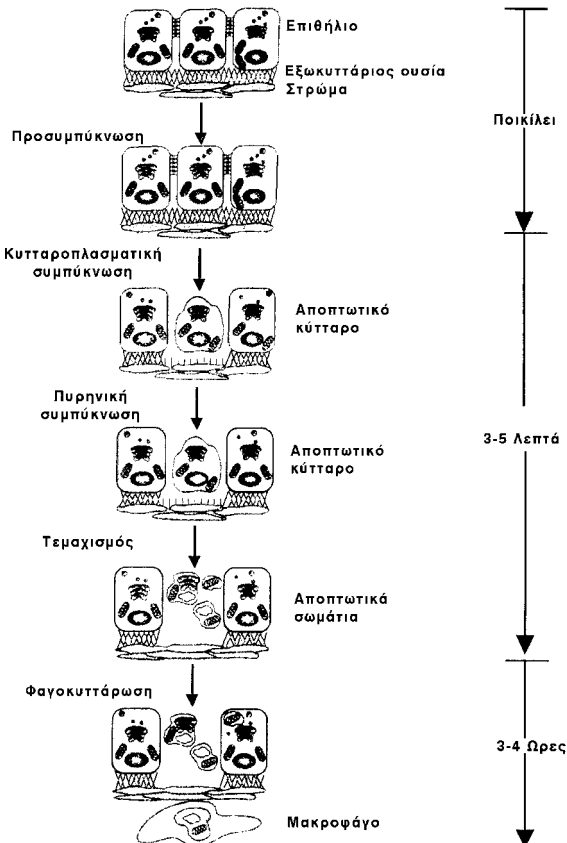 Επιθήλιο
Εξωκυττάριος ουσία
Στρώμα
Ποικίλει
Προσυμπύκνωση
Κυτταροπλασματική
συμπύκνωση
Αποπτωτικό
κύτταρο
Πυρηνική
συμπύκνωση
3-5 Λεπτά
Αποπτωτικό
κύτταρο
Τεμαχισμός
Αποπτωτικά
σωμάτια
Φαγοκυττάρωση
3-4 Ωρες
Μακροφάγο